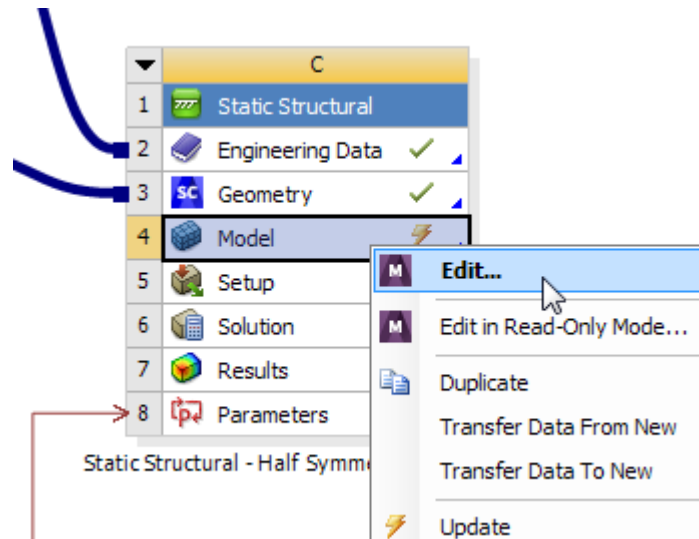 C
1 Static Structural
2 Engineering Data
3 SC Geometry
4 Model
5 Setup
6 Solution
7 Results
8 p Parameters
Static Structural - Half Symme
M Edit...
M Edit in Read-Only Mode...
Duplicate
Transfer Data From New
Transfer Data To New
Update